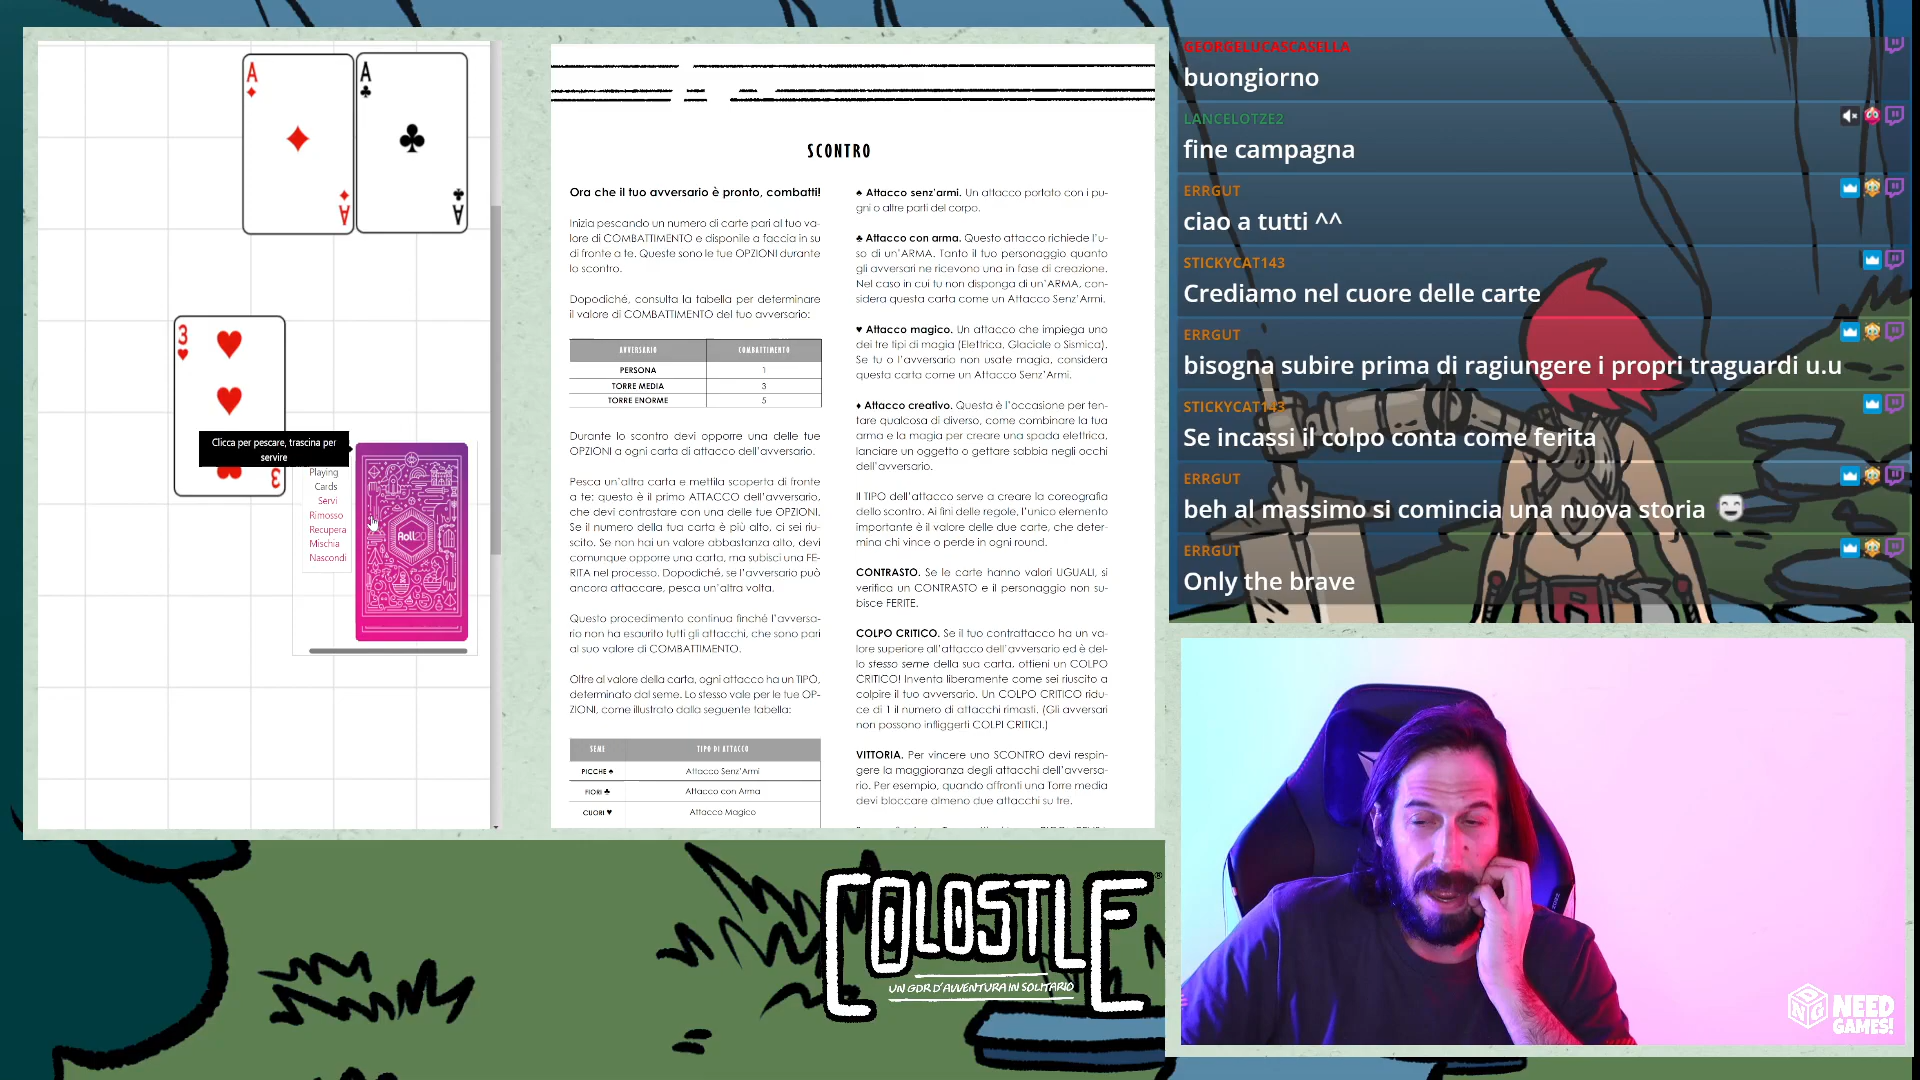 A
A
A
A
3
3
Clicca per pescare, trascina per
servire
Playing
Cards
Servi
Rimosso
Recupera
Mischia
Nascondi
Roll20
SCONTRO
Ora che il tuo avversario è pronto, combatti!
Inizia pescando un numero di carte pari al tuo va-
lore di COMBATTIMENTO e disponile a faccia in su
di fronte a te. Queste sono le tue OPZIONI durante
lo scontro.
Dopodiché, consulta la tabella per determinare
il valore di COMBATTIMENTO del tuo avversario:
AVVERSARIO COMBATTIMENTO
PERSONA 1
TORRE MEDIA 3
TORRE ENORME 5
Durante lo scontro devi opporre una delle tue
OPZIONI a ogni carta di attacco dell'avversario.
Pesca un'altra carta e mettila scoperta di fronte
a te: questo è il primo ATTACCO dell'avversario,
che devi contrastare con una delle tue OPZIONI.
Se il numero della tua carta è più alto, ci sei riu-
scito. Se non hai un valore abbastanza alto, devi
comunque opporre una carta, ma subisci una FE-
RITA nel processo. Dopodiché, se l'avversario può
ancora attaccare, pesca un'altra volta.
Questo procedimento continua finché l'avversa-
rio non ha esaurito tutti gli attacchi, che sono pari
al suo valore di COMBATTIMENTO.
Oltre al valore della carta, ogni attacco ha un TIPO,
determinato dal seme. Lo stesso vale per le tue OP-
ZIONI, come illustrato dalla seguente tabella:
SEME TIPO DI ATTACCO
PICCHE ♠ Attacco Senz'Armi
FIORI ♣ Attacco con Arma
CUORI ♥ Attacco Magico
♠ Attacco senz'armi. Un attacco portato con i pu-
gni o altre parti del corpo.
♣ Attacco con arma. Questo attacco richiede l'u-
so di un'ARMA. Tanto il tuo personaggio quanto
gli avversari ne ricevono una in fase di creazione.
Nel caso in cui tu non disponga di un'ARMA, con-
sidera questa carta come un Attacco Senz'Armi.
♥ Attacco magico. Un attacco che impiega uno
dei tre tipi di magia (Elettrica, Glaciale o Sismica).
Se tu o l'avversario non usate magia, considera
questa carta come un Attacco Senz'Armi.
♦ Attacco creativo. Questa è l'occasione per ten-
tare qualcosa di diverso, come combinare la tua
arma e la magia per creare una spada elettrica,
lanciare un oggetto o gettare sabbia negli occhi
dell'avversario.
Il TIPO dell'attacco serve a creare la coreografia
dello scontro. Ai fini delle regole, l'unico elemento
importante è il valore delle due carte, che deter-
mina chi vince o perde in ogni round.
CONTRASTO. Se le carte hanno valori UGUALI, si
verifica un CONTRASTO e il personaggio non su-
bisce FERITE.
COLPO CRITICO. Se il tuo contrattacco ha un va-
lore superiore all'attacco dell'avversario ed è del-
lo stesso seme della sua carta, ottieni un COLPO
CRITICO! Inventa liberamente come sei riuscito a
colpire il tuo avversario. Un COLPO CRITICO ridu-
ce di 1 il numero di attacchi rimasti. (Gli avversari
non possono infliggerti COLPI CRITICI.)
VITTORIA. Per vincere uno SCONTRO devi respin-
gere la maggioranza degli attacchi dell'avversa-
rio. Per esempio, quando affronti una Torre media
devi bloccare almeno due attacchi su tre.
GEORGELUCASCASELLA
buongiorno
LANCELOTZE2
fine campagna
ERRGUT
ciao a tutti ^^
STICKYCAT143
Crediamo nel cuore delle carte
ERRGUT
bisogna subire prima di ragiungere i propri traguardi u.u
STICKYCAT143
Se incassi il colpo conta come ferita
ERRGUT
beh al massimo si comincia una nuova storia
ERRGUT
Only the brave
COLOSTLE
UN GDR D'AVVENTURA IN SOLITARIO
NEED
GAMES!